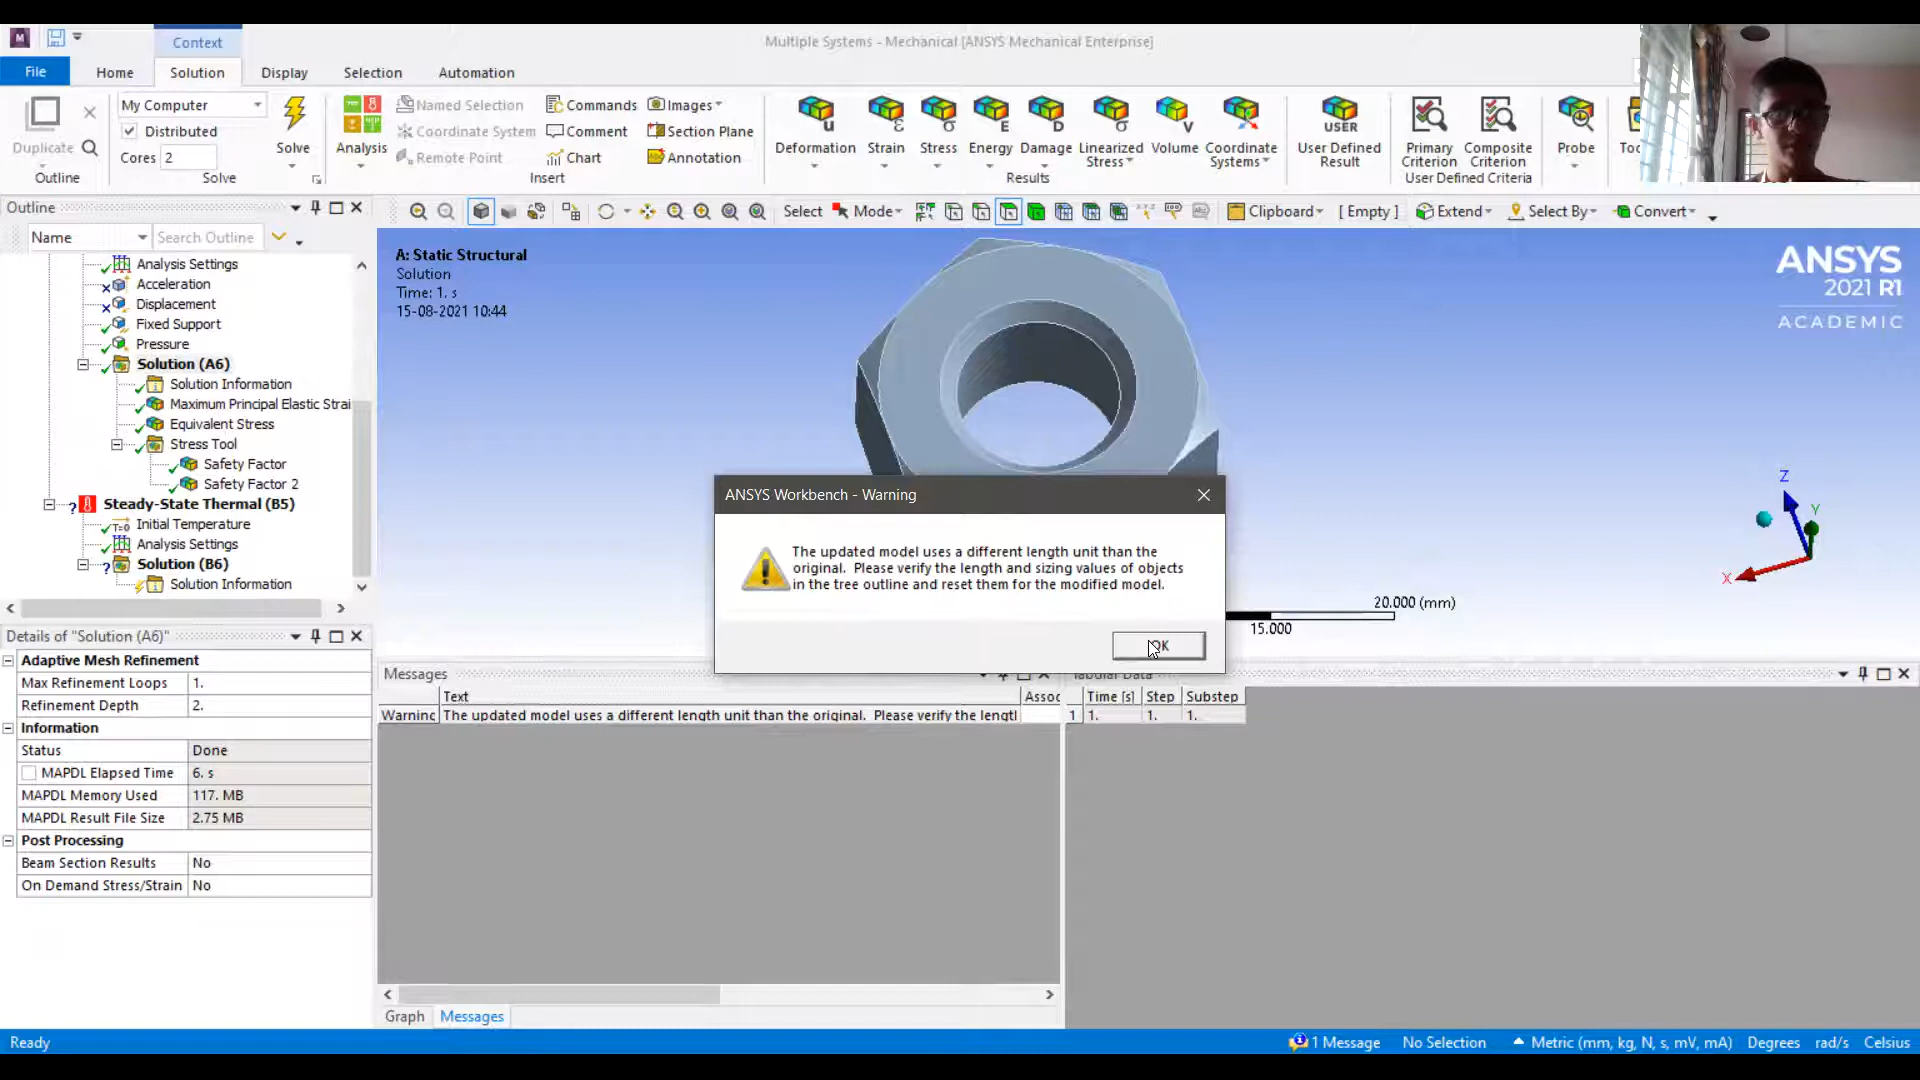 Context
Multiple Systems - Mechanical [ANSYS Mechanical Enterprise]
File
Home
Solution
Display
Selection
Automation
Duplicate
Outline
My Computer
Distributed
Cores 2
Solve
Solve
Analysis
Named Selection
Coordinate System
Remote Point
Commands
Comment
Chart
Images
Section Plane
Annotation
Insert
Deformation
Strain
Stress
Energy
Damage
Linearized Stress
Volume
Coordinate Systems
Results
USER
User Defined Result
Primary Criterion
Composite Criterion
User Defined Criteria
Probe
Outline
Name
Search Outline
Select
Mode
Clipboard
[ Empty ]
Extend
Select By
Convert
Analysis Settings
Acceleration
Displacement
Fixed Support
Pressure
Solution (A6)
Solution Information
Maximum Principal Elastic Strai
Equivalent Stress
Stress Tool
Safety Factor
Safety Factor 2
Steady-State Thermal (B5)
Initial Temperature
Analysis Settings
Solution (B6)
Solution Information
A: Static Structural
Solution
Time: 1. s
15-08-2021 10:44
ANSYS
2021 R1
ACADEMIC
Z
Y
X
20.000 (mm)
15.000
ANSYS Workbench - Warning
The updated model uses a different length unit than the
original. Please verify the length and sizing values of objects
in the tree outline and reset them for the modified model.
Details of "Solution (A6)"
Adaptive Mesh Refinement
Max Refinement Loops 1.
Refinement Depth 2.
Information
Status Done
MAPDL Elapsed Time 6. s
MAPDL Memory Used 117. MB
MAPDL Result File Size 2.75 MB
Post Processing
Beam Section Results No
On Demand Stress/Strain No
Messages
Text Assoc
Warning The updated model uses a different length unit than the original. Please verify the lengtl
Tabular Data
Time [s] Step Substep
1 1. 1. 1.
Graph
Messages
Ready
1 Message
No Selection
Metric (mm, kg, N, s, mV, mA)
Degrees
rad/s
Celsius